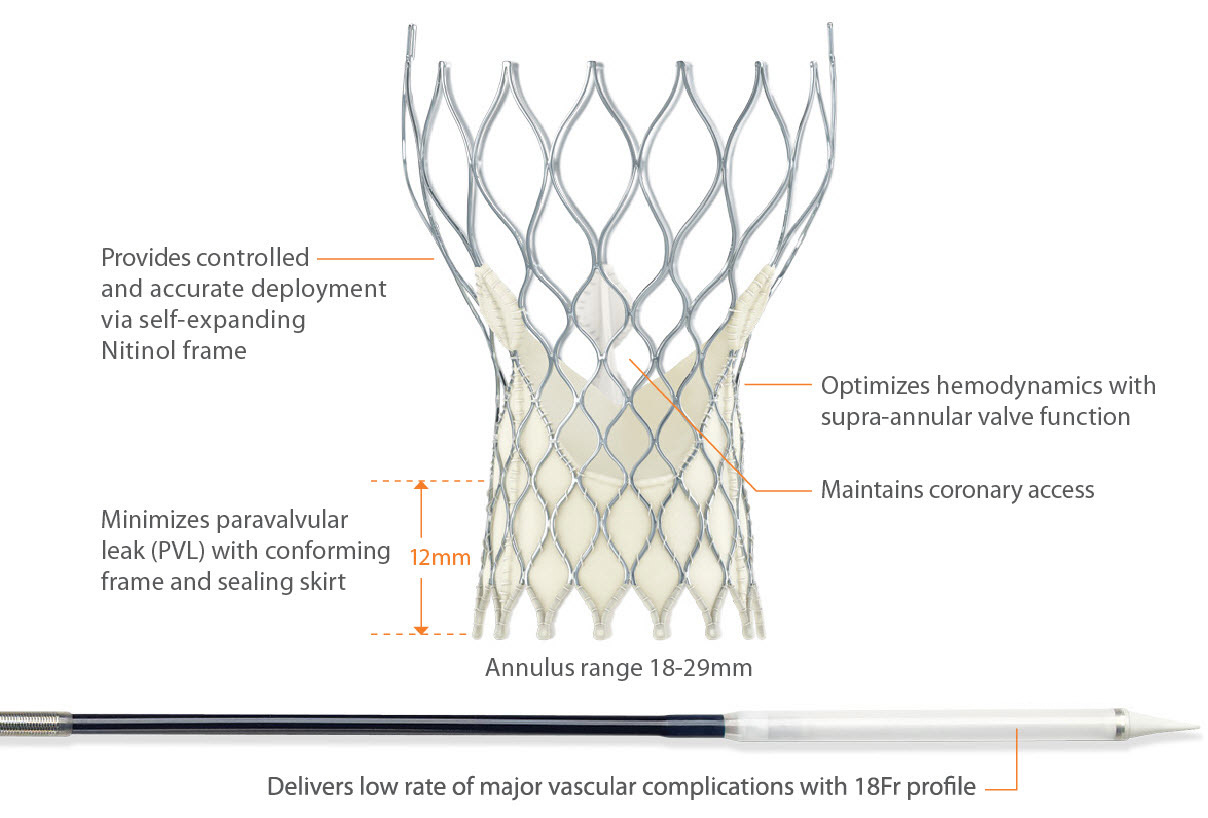 Provides controlled
and accurate deployment
via self-expanding
Nitinol frame
Optimizes hemodynamics with
supra-annular valve function
Maintains coronary access
Minimizes paravalvular
leak (PVL) with conforming
frame and sealing skirt
12mm
Annulus range 18-29mm
Delivers low rate of major vascular complications with 18Fr profile